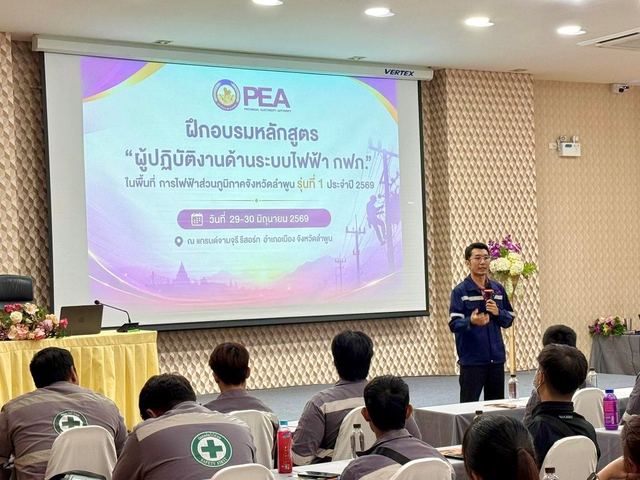 VERTEX
PEA
PROVINCIAL ELECTRICITY AUTHORITY
ฝึกอบรมหลักสูตร
“ผู้ปฏิบัติงานด้านระบบไฟฟ้า กฟภ.”
ในพื้นที่ การไฟฟ้าส่วนภูมิภาคจังหวัดลำพูน รุ่นที่ 1 ประจำปี 2569
วันที่ 29-30 มิถุนายน 2569
ณ แกรนด์จามจุรี รีสอร์ท อำเภอเมือง จังหวัดลำพูน